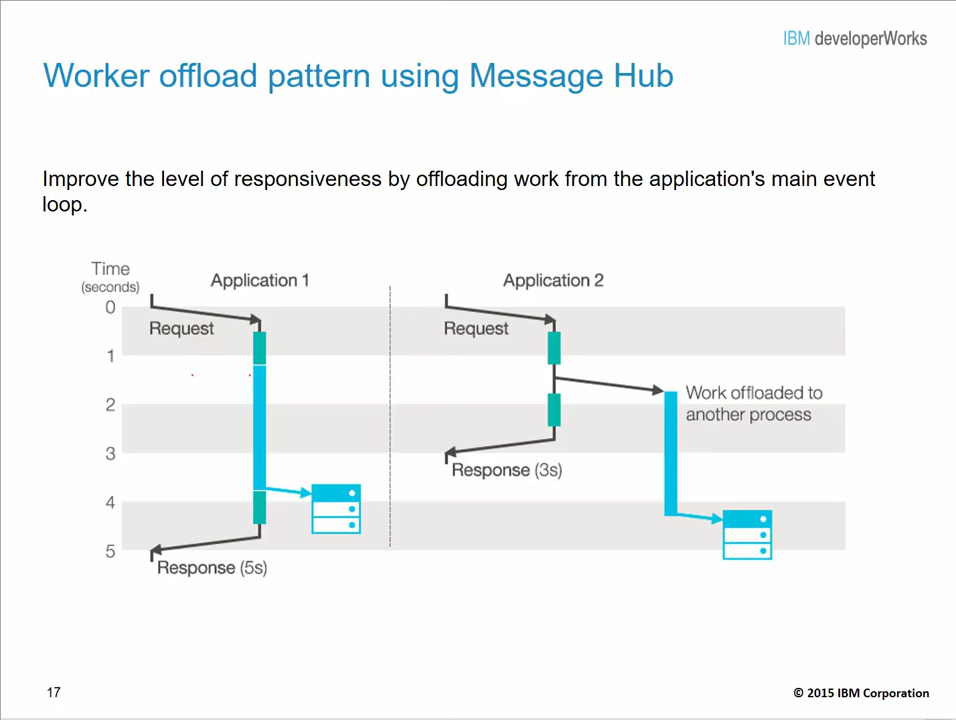 IBM developerWorks
Worker offload pattern using Message Hub
Improve the level of responsiveness by offloading work from the application's main event
loop.
Time
(seconds)
Application 1
Application 2
0
Request
Request
1
2
Work offloaded to
another process
3
Response (3s)
4
5
Response (5s)
17
© 2015 IBM Corporation